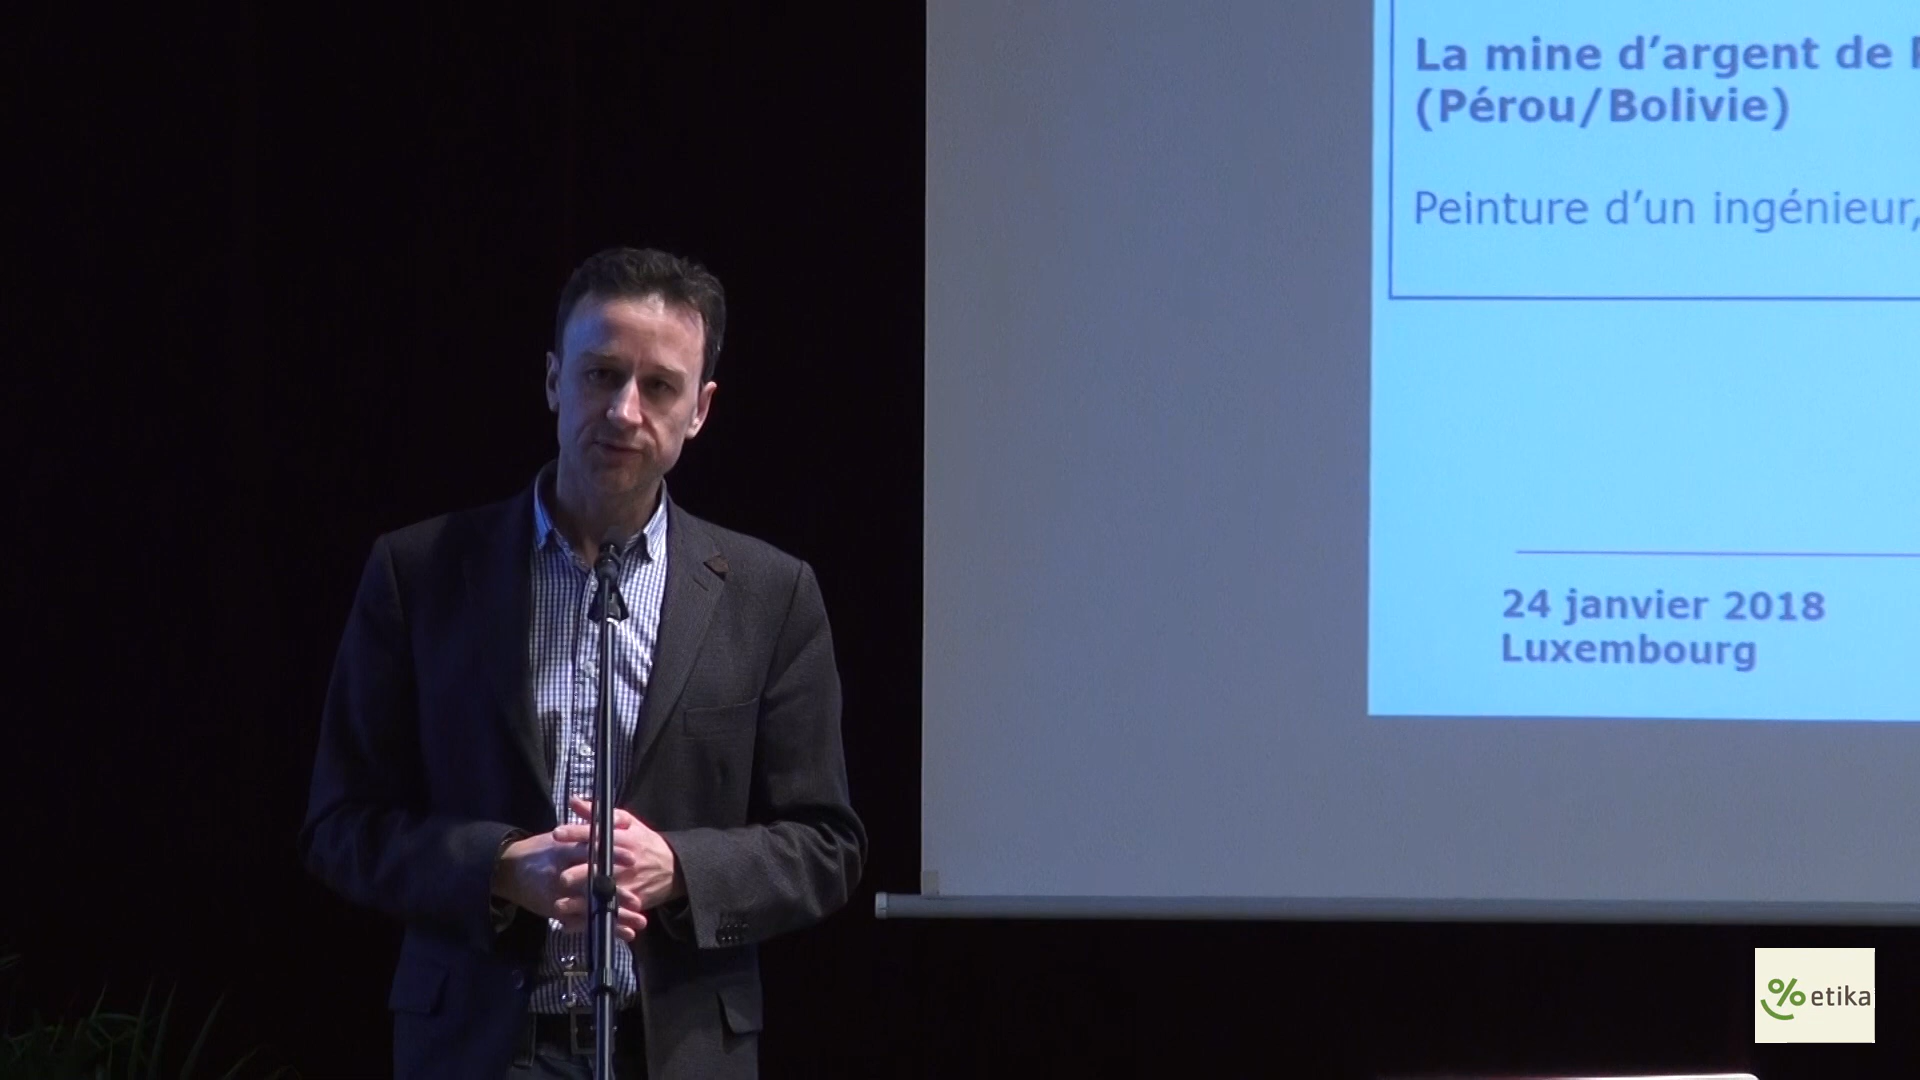 La mine d'argent de
(Pérou/Bolivie)
Peinture d'un ingénieur,
24 janvier 2018
Luxembourg
% etika